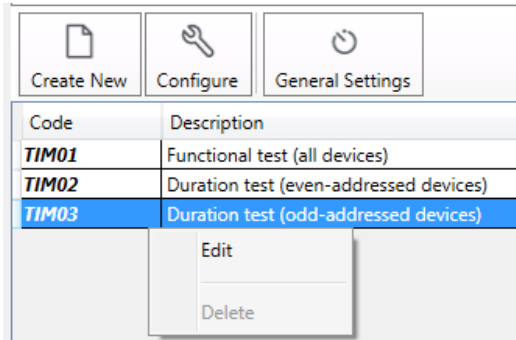 Create New
Configure
General Settings
Code Description
TIM01 Functional test (all devices)
TIM02 Duration test (even-addressed devices)
TIM03 Duration test (odd-addressed devices)
Edit
Delete